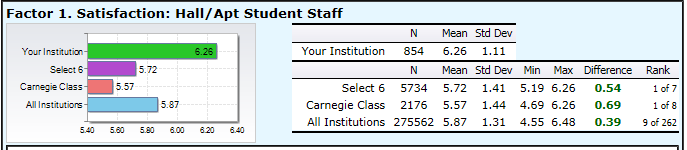 Factor 1. Satisfaction: Hall/Apt Student Staff
Your Institution 6.26
Select 6 5.72
Carnegie Class 5.57
All Institutions 5.87
5.40 5.60 5.80 6.00 6.20 6.40
N Mean Std Dev
Your Institution 854 6.26 1.11
N Mean Std Dev Min Max Difference Rank
Select 6 5734 5.72 1.41 5.19 6.26 0.54 1 of 7
Carnegie Class 2176 5.57 1.44 4.69 6.26 0.69 1 of 8
All Institutions 275562 5.87 1.31 4.55 6.48 0.39 9 of 262